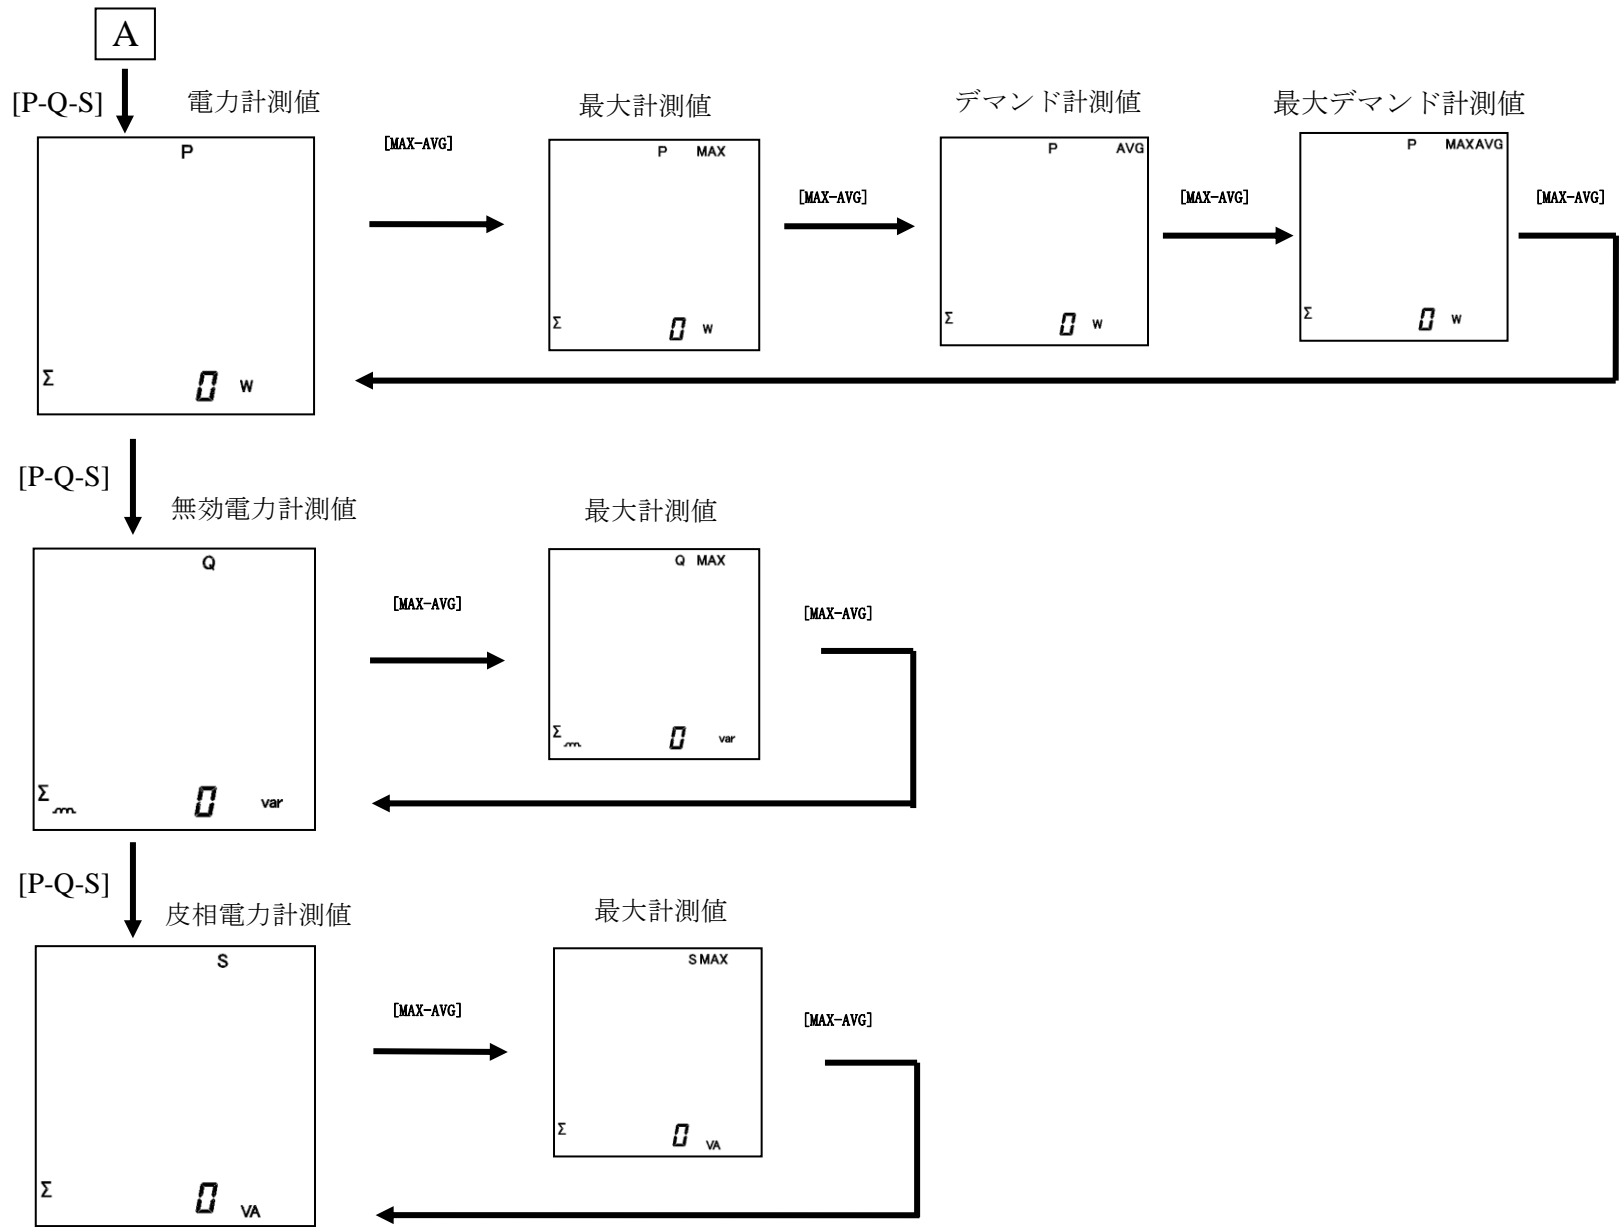 A
[P-Q-S]
電力計測値
最大計測値
デマンド計測値
最大デマンド計測値
P
Σ 0 W
[MAX-AVG]
P MAX
Σ 0 W
[MAX-AVG]
P AVG
Σ 0 W
[MAX-AVG]
P MAXAVG
Σ 0 W
[MAX-AVG]
[P-Q-S]
無効電力計測値
最大計測値
Q
Σ 0 var
[MAX-AVG]
Q MAX
Σ 0 var
[MAX-AVG]
[P-Q-S]
皮相電力計測値
最大計測値
S
Σ 0 VA
[MAX-AVG]
S MAX
Σ 0 VA
[MAX-AVG]